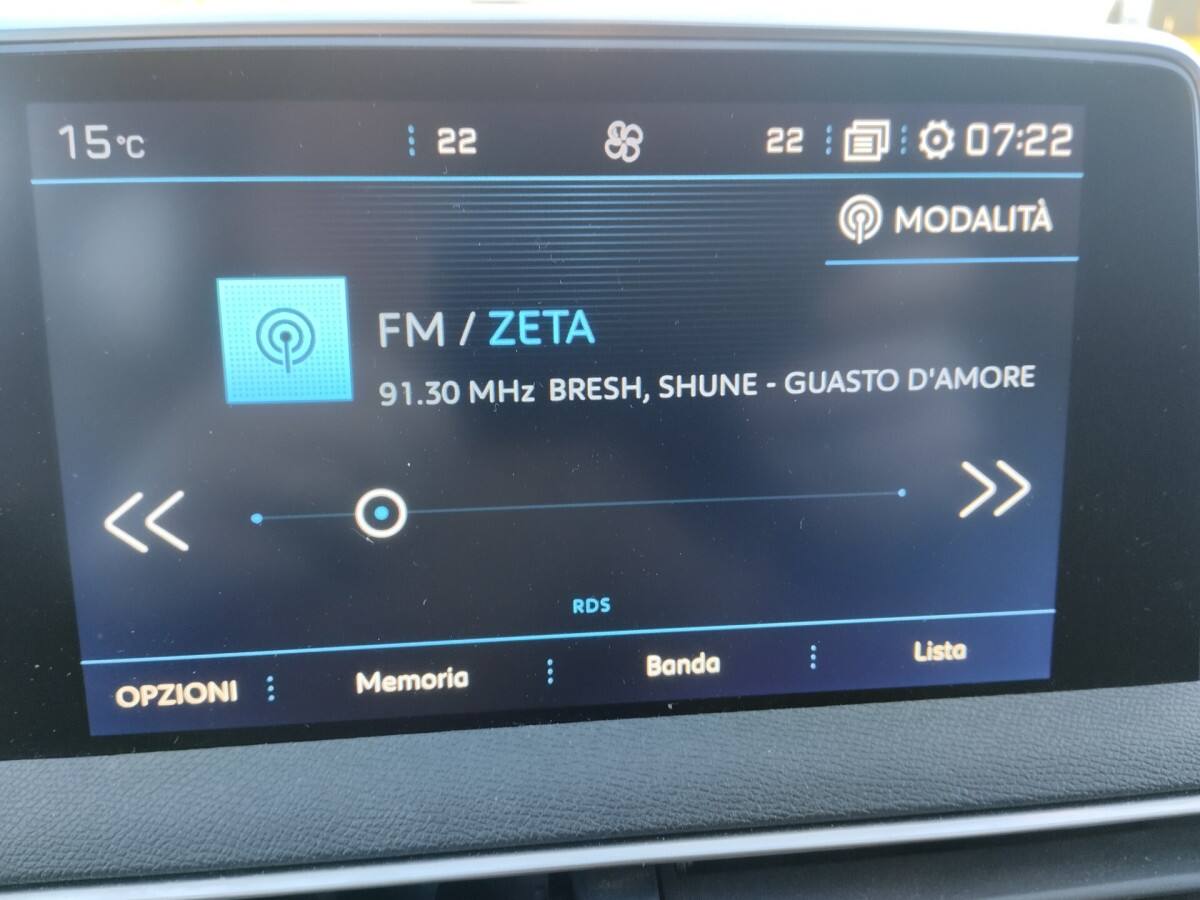 15°C 22 22 07:22
MODALITÀ
FM / ZETA
91.30 MHz BRESH, SHUNE - GUASTO D'AMORE
RDS
OPZIONI Memoria Banda Lista